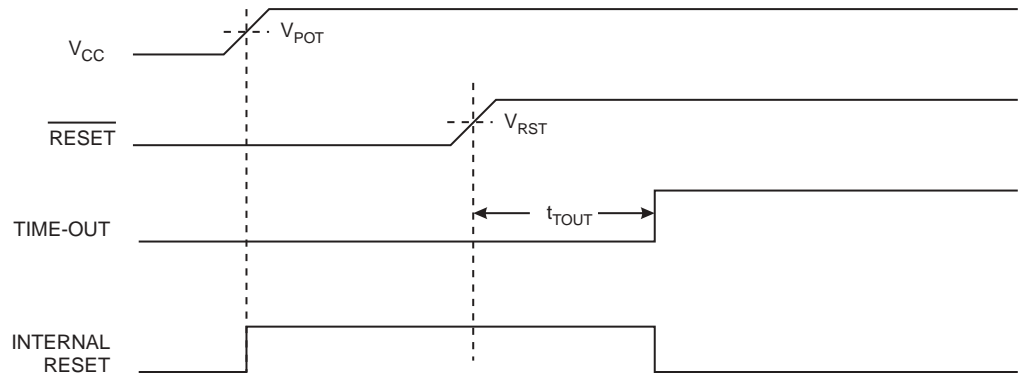 V_CC
V_POT
RESET
V_RST
TIME-OUT
t_TOUT
INTERNAL
RESET